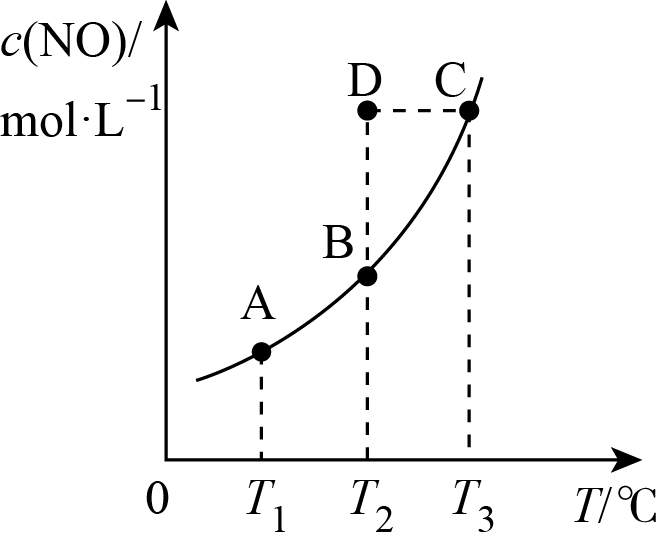 c(NO)/
mol·L⁻¹
D C
B
A
0 T₁ T₂ T₃ T/℃